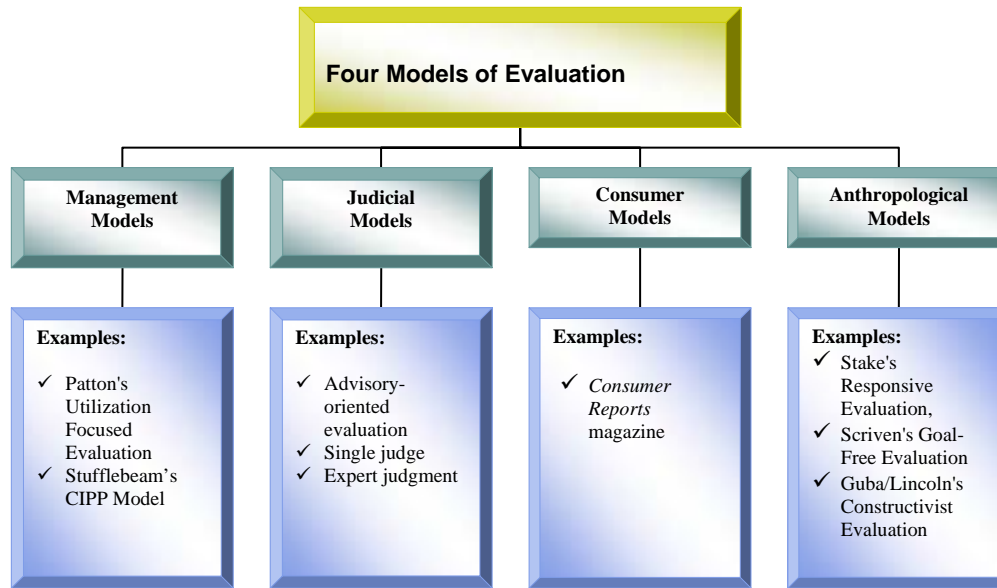 Four Models of Evaluation
Management
Models
Judicial
Models
Consumer
Models
Anthropological
Models
Examples:
✓ Patton's
Utilization
Focused
Evaluation
✓ Stufflebeam's
CIPP Model
Examples:
✓ Advisory-
oriented
evaluation
✓ Single judge
✓ Expert judgment
Examples:
✓ Consumer
Reports
magazine
Examples:
✓ Stake's
Responsive
Evaluation,
✓ Scriven's Goal-
Free Evaluation
✓ Guba/Lincoln's
Constructivist
Evaluation